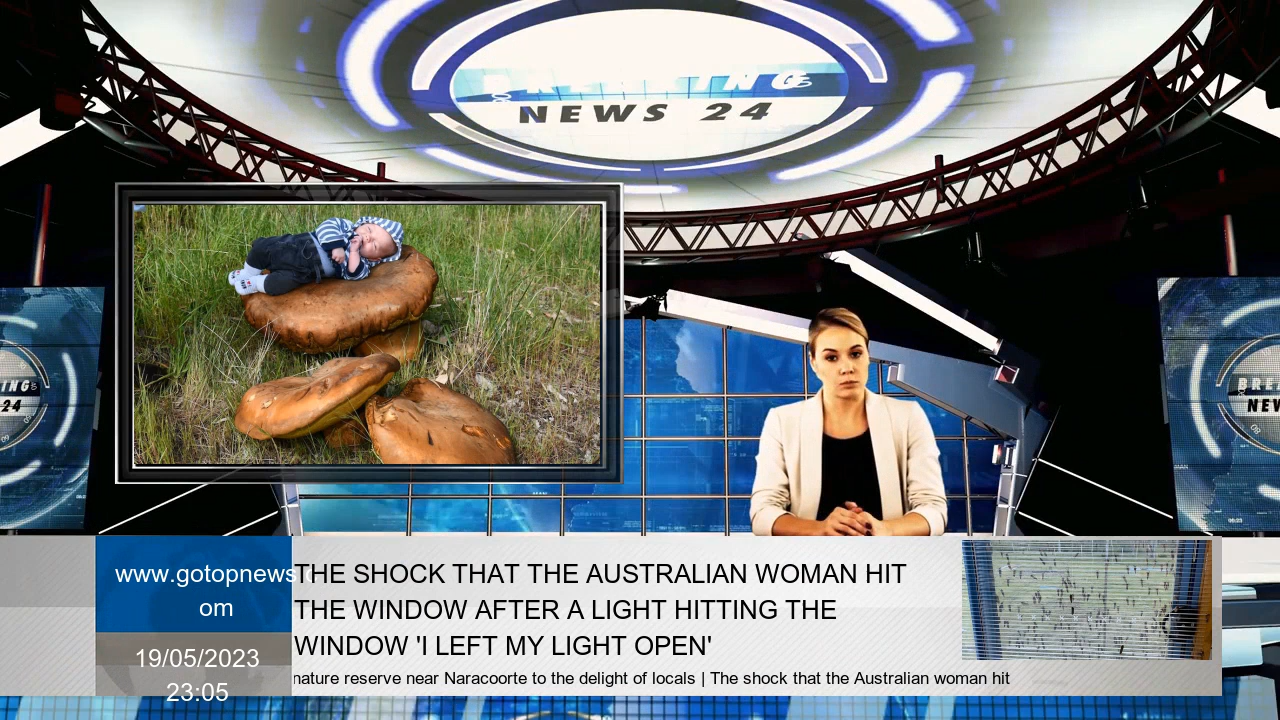 BREAKING
NEWS 24
www.gotopnews
om
19/05/2023
23:05
THE SHOCK THAT THE AUSTRALIAN WOMAN HIT
THE WINDOW AFTER A LIGHT HITTING THE
WINDOW 'I LEFT MY LIGHT OPEN'
nature reserve near Naracoorte to the delight of locals | The shock that the Australian woman hit